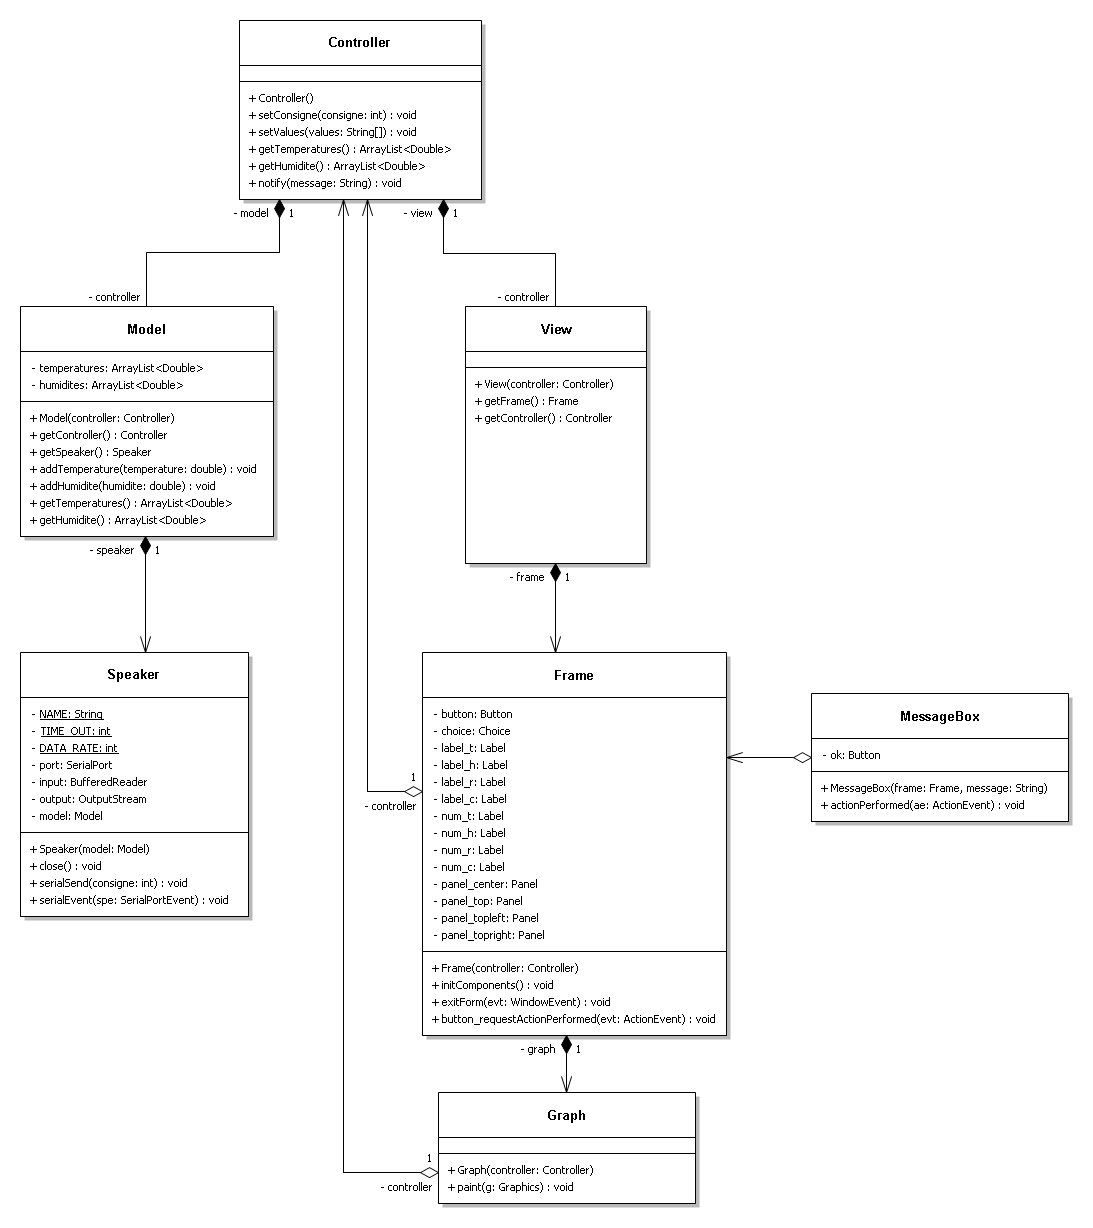 Controller
+ Controller()
+ setConsigne(consigne: int) : void
+ setValues(values: String[]) : void
+ getTemperatures() : ArrayList<Double>
+ getHumidite() : ArrayList<Double>
+ notify(message: String) : void
- model 1
- view 1
- controller
- controller
Model
- temperatures: ArrayList<Double>
- humidites: ArrayList<Double>
+ Model(controller: Controller)
+ getController() : Controller
+ getSpeaker() : Speaker
+ addTemperature(temperature: double) : void
+ addHumidite(humidite: double) : void
+ getTemperatures() : ArrayList<Double>
+ getHumidite() : ArrayList<Double>
- speaker 1
View
+ View(controller: Controller)
+ getFrame() : Frame
+ getController() : Controller
- frame 1
Speaker
- NAME: String
- TIME_OUT: int
- DATA_RATE: int
- port: SerialPort
- input: BufferedReader
- output: OutputStream
- model: Model
+ Speaker(model: Model)
+ close() : void
+ serialSend(consigne: int) : void
+ serialEvent(spe: SerialPortEvent) : void
1
- controller
Frame
- button: Button
- choice: Choice
- label_t: Label
- label_h: Label
- label_r: Label
- label_c: Label
- num_t: Label
- num_h: Label
- num_r: Label
- num_c: Label
- panel_center: Panel
- panel_top: Panel
- panel_topleft: Panel
- panel_topright: Panel
+ Frame(controller: Controller)
+ initComponents() : void
+ exitForm(evt: WindowEvent) : void
+ button_requestActionPerformed(evt: ActionEvent) : void
- graph 1
MessageBox
- ok: Button
+ MessageBox(frame: Frame, message: String)
+ actionPerformed(ae: ActionEvent) : void
1
- controller
Graph
+ Graph(controller: Controller)
+ paint(g: Graphics) : void